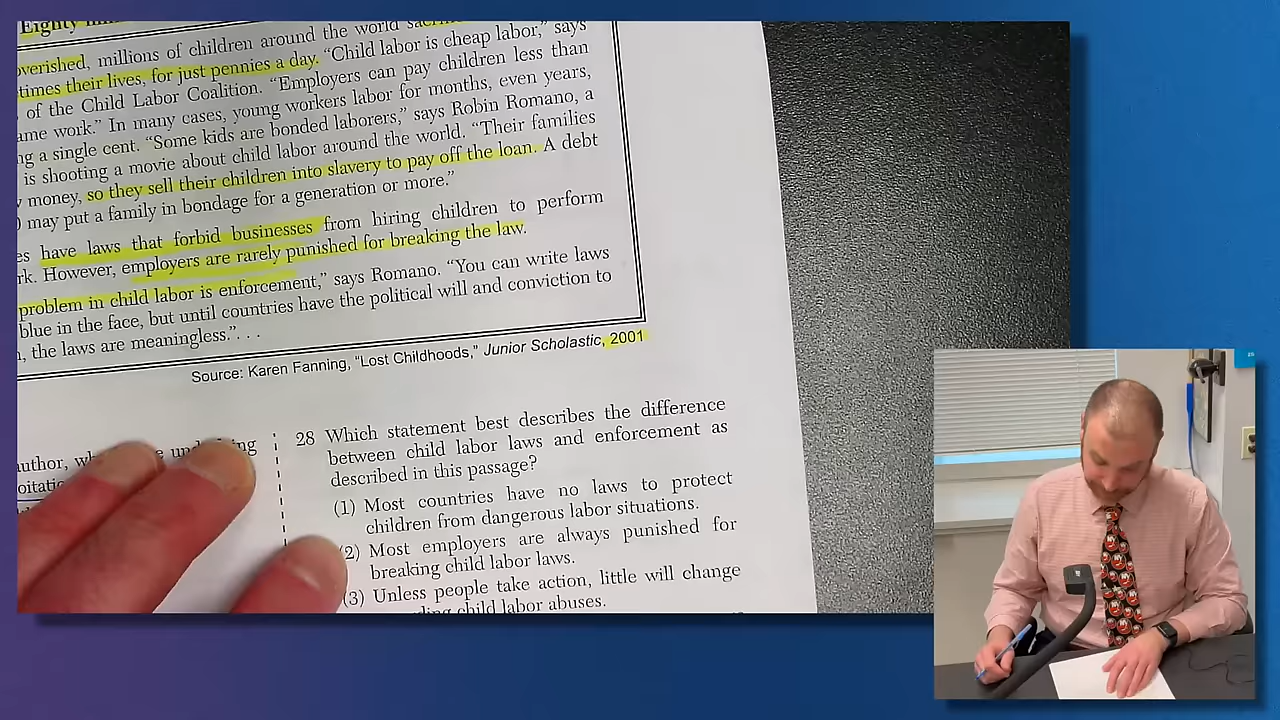 Eighty
overished, millions of children around the world
times their lives, for just pennies a day. “Child labor is cheap labor,” says
of the Child Labor Coalition. “Employers can pay children less than
ame work.” In many cases, young workers labor for months, even years,
ng a single cent. “Some kids are bonded laborers,” says Robin Romano, a
is shooting a movie about child labor around the world. “Their families
money, so they sell their children into slavery to pay off the loan. A debt
may put a family in bondage for a generation or more.”
es have laws that forbid businesses from hiring children to perform
rk. However, employers are rarely punished for breaking the law.
problem in child labor is enforcement,” says Romano. “You can write laws
blue in the face, but until countries have the political will and conviction to
, the laws are meaningless.”. . .
Source: Karen Fanning, "Lost Childhoods," Junior Scholastic, 2001
uthor,
28 Which statement best describes the difference
between child labor laws and enforcement as
described in this passage?
(1) Most countries have no laws to protect
children from dangerous labor situations.
(2) Most employers are always punished for
breaking child labor laws.
(3) Unless people take action, little will change
child labor abuses.